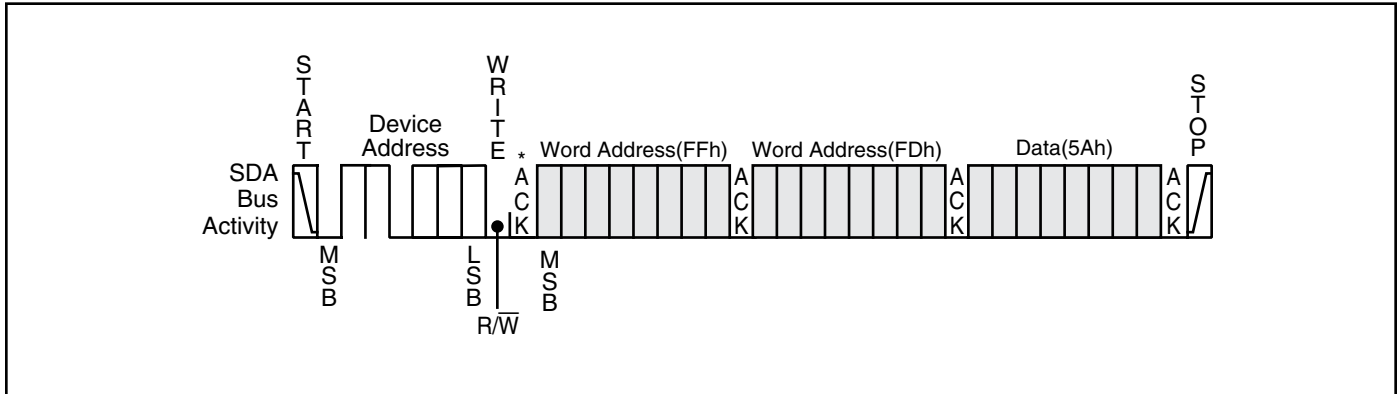 START
WRITE
STOP
Device
Address
*
Word Address(FFh)
Word Address(FDh)
Data(5Ah)
SDA
Bus
Activity
ACK
ACK
ACK
ACK
MSB
LSB
MSB
R/W̅